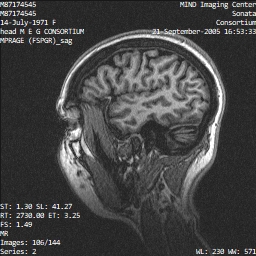 M87174545
M87174545
14-July-1971 F
head M E G CONSORTIUM
MPRAGE (FSPGR)_sag
MIND Imaging Center
Sonata
Consortium
21-September-2005 16:53:33
ST: 1.30 SL: 41.27
RT: 2730.00 ET: 3.25
FS: 1.49
MR
Images: 106/144
Series: 2
WL: 230 WW: 571